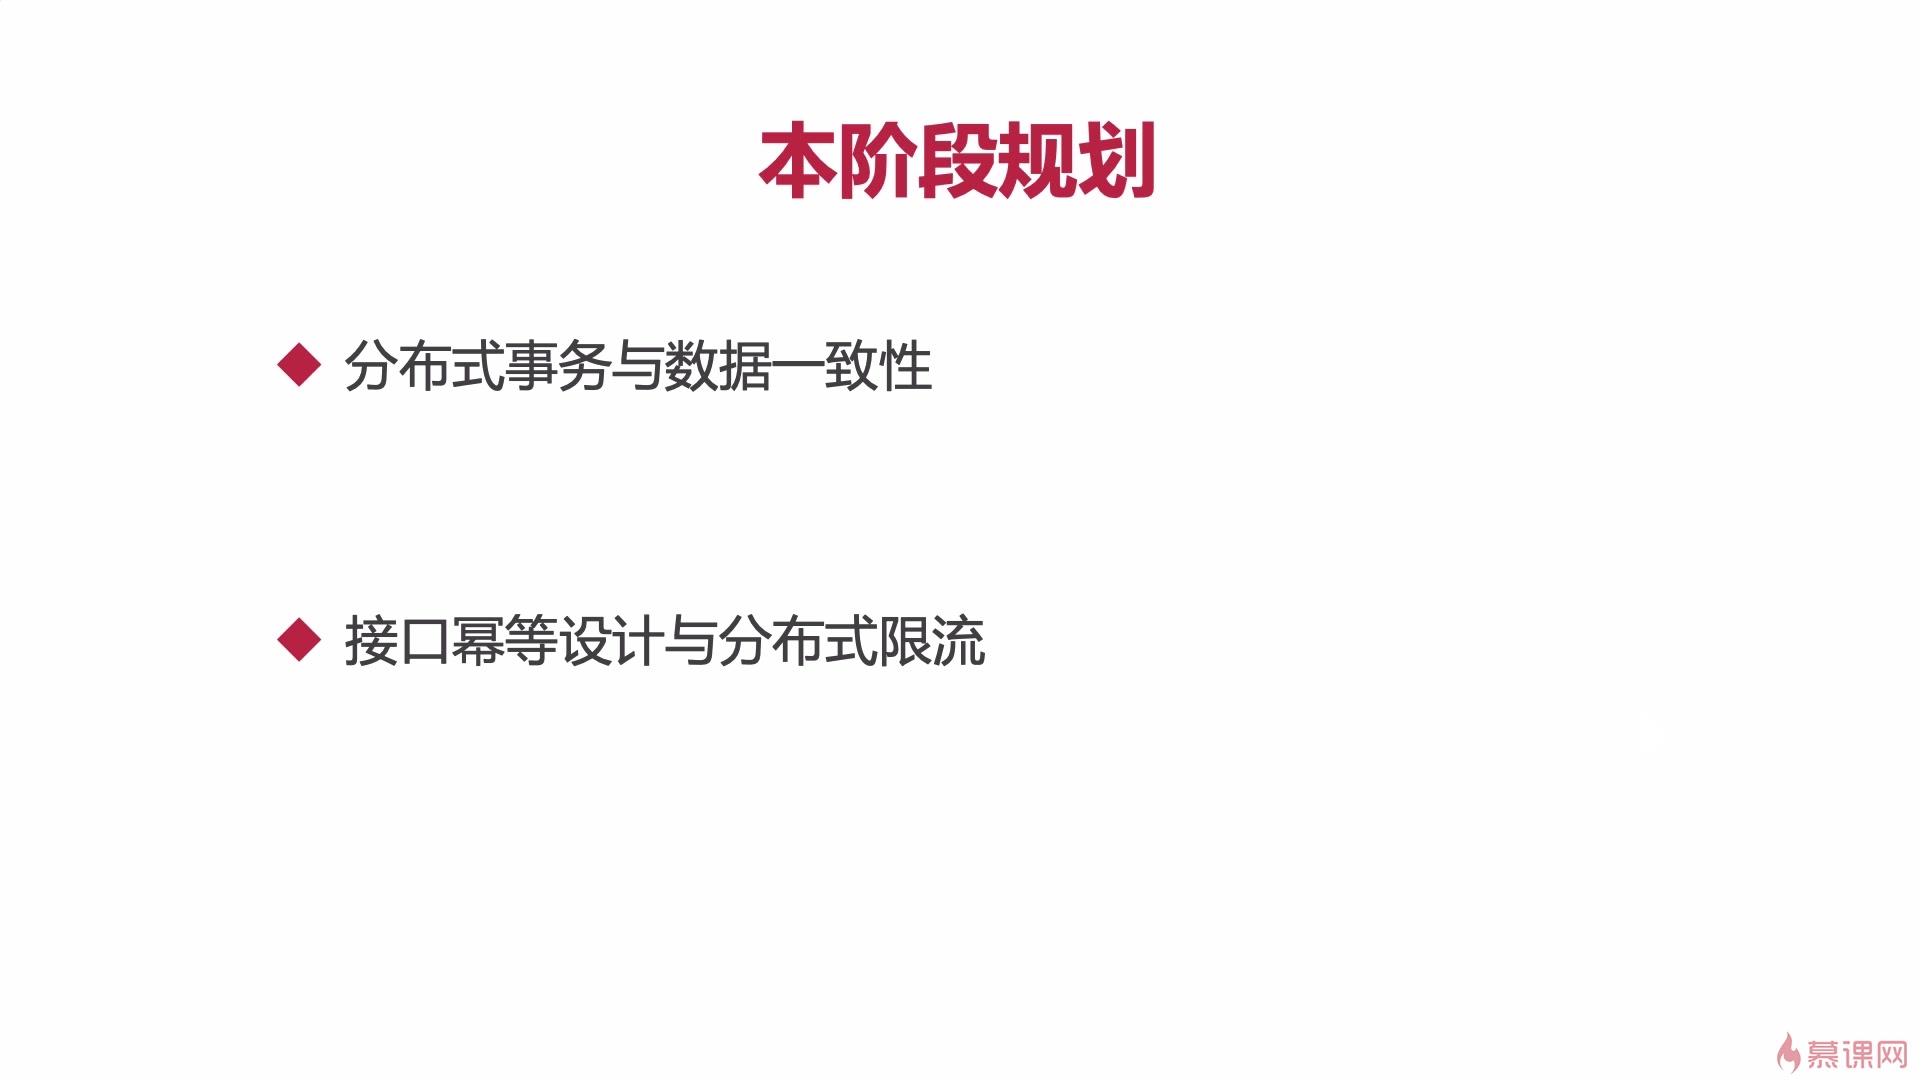 本阶段规划
分布式事务与数据一致性
接口幂等设计与分布式限流
慕课网